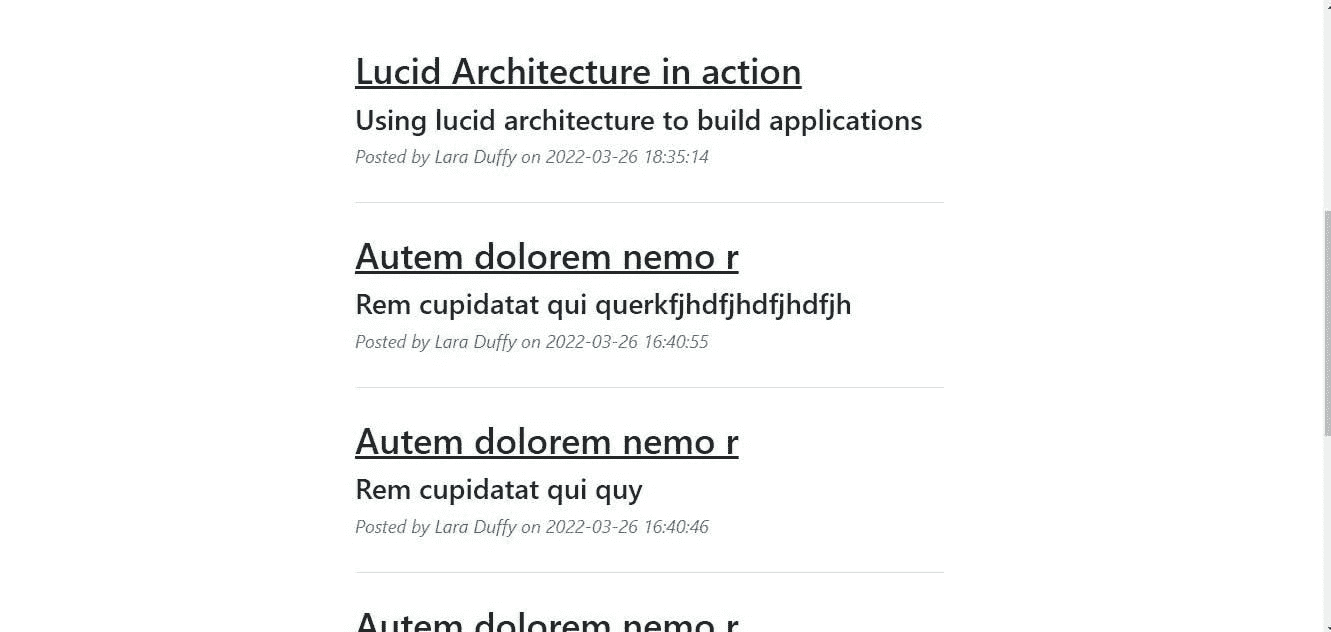 Lucid Architecture in action
Using lucid architecture to build applications
Posted by Lara Duffy on 2022-03-26 18:35:14
Autem dolorem nemo r
Rem cupidatat qui querkfjhdfjhdfjhdfjh
Posted by Lara Duffy on 2022-03-26 16:40:55
Autem dolorem nemo r
Rem cupidatat qui quy
Posted by Lara Duffy on 2022-03-26 16:40:46
Autem dolorem nemo r